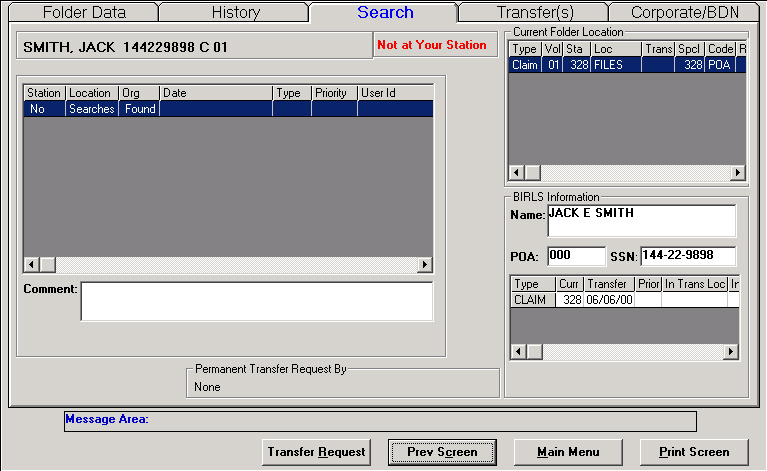 Folder Data History Search Transfer(s) Corporate/BDN
SMITH, JACK 144229898 C 01 Not at Your Station
Station Location Org Date Type Priority User Id
No Searches Found
Comment:
Permanent Transfer Request By
None
Current Folder Location
Type Vol Sta Loc Trans Spcl Code R
Claim 01 328 FILES 328 POA
BIRLS Information
Name: JACK E SMITH
POA: 000 SSN: 144-22-9898
Type Curr Transfer Prior In Trans Loc In
CLAIM 328 06/06/00
Message Area:
Transfer Request Prev Screen Main Menu Print Screen